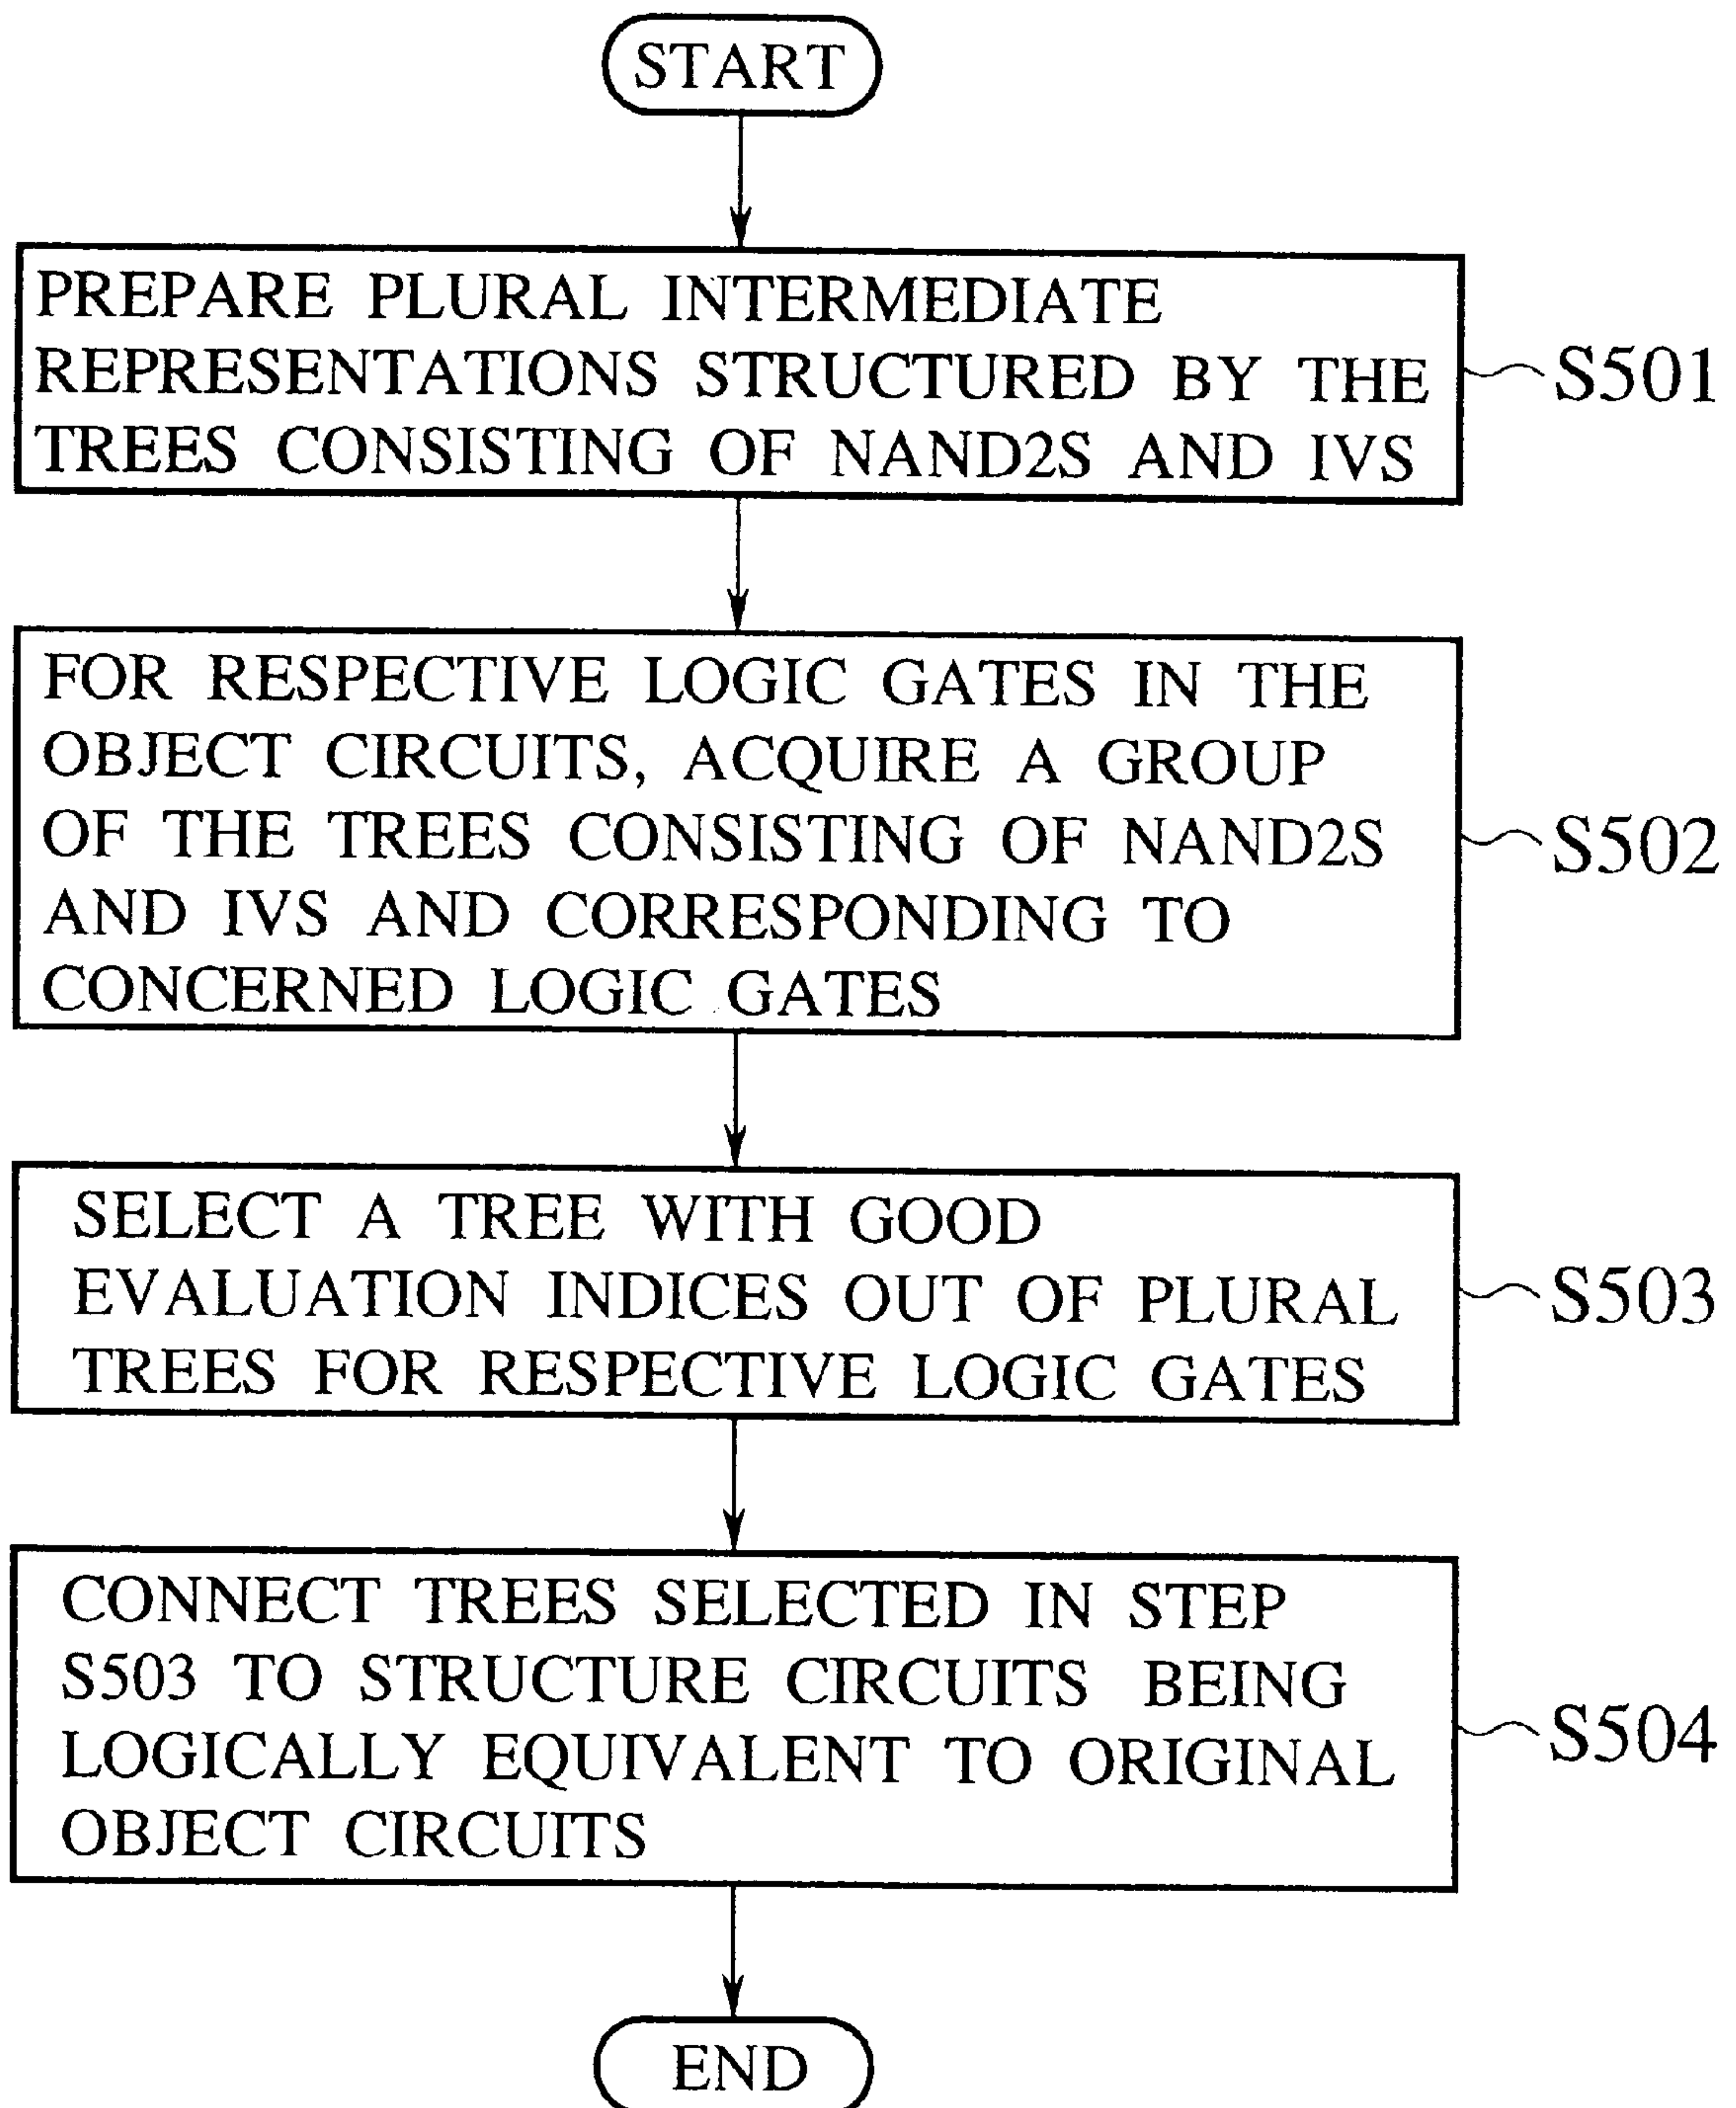 START
PREPARE PLURAL INTERMEDIATE
REPRESENTATIONS STRUCTURED BY THE
TREES CONSISTING OF NAND2S AND IVS
S501
FOR RESPECTIVE LOGIC GATES IN THE
OBJECT CIRCUITS, ACQUIRE A GROUP
OF THE TREES CONSISTING OF NAND2S
AND IVS AND CORRESPONDING TO
CONCERNED LOGIC GATES
S502
SELECT A TREE WITH GOOD
EVALUATION INDICES OUT OF PLURAL
TREES FOR RESPECTIVE LOGIC GATES
S503
CONNECT TREES SELECTED IN STEP
S503 TO STRUCTURE CIRCUITS BEING
LOGICALLY EQUIVALENT TO ORIGINAL
OBJECT CIRCUITS
S504
END